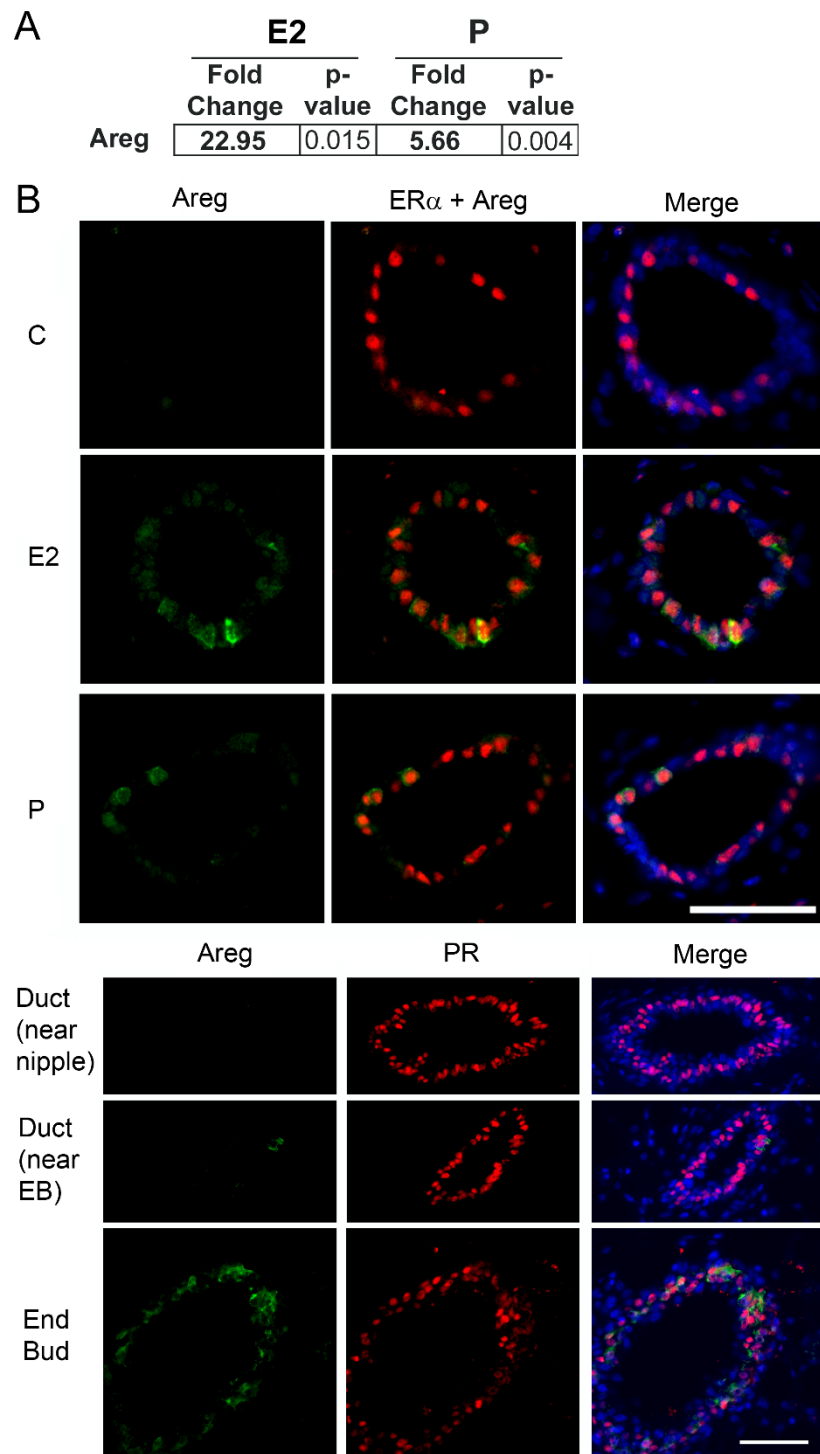 A
E2 P
Fold Change p-value Fold Change p-value
Areg 22.95 0.015 5.66 0.004
B
Areg ERα + Areg Merge
C
E2
P
Areg PR Merge
Duct (near nipple)
Duct (near EB)
End Bud